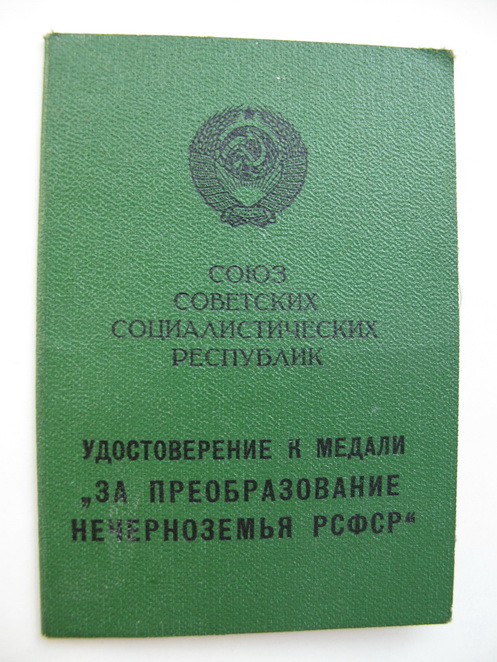 СОЮЗ
СОВЕТСКИХ
СОЦИАЛИСТИЧЕСКИХ
РЕСПУБЛИК
УДОСТОВЕРЕНИЕ К МЕДАЛИ
„ЗА ПРЕОБРАЗОВАНИЕ
НЕЧЕРНОЗЕМЬЯ РСФСР“